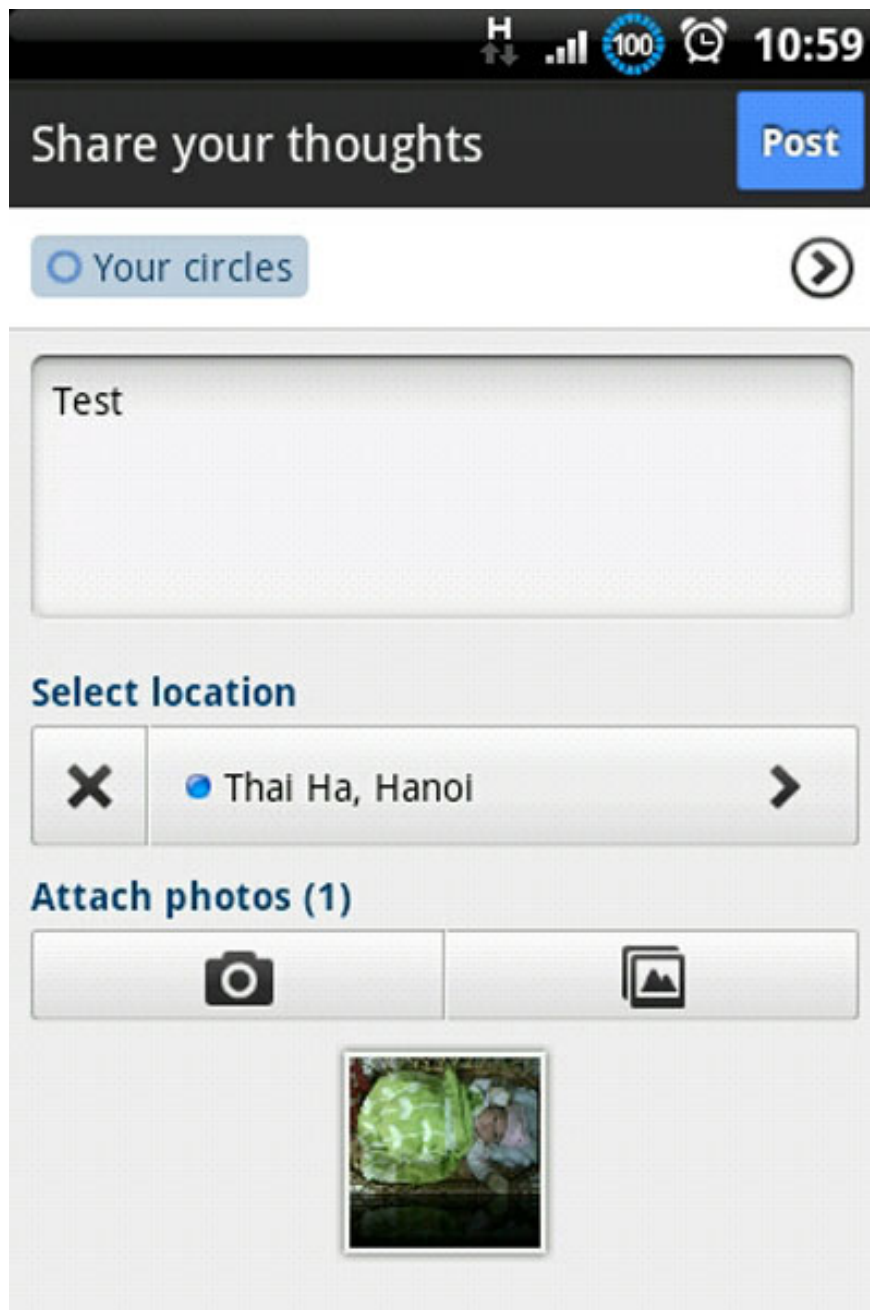 H
100
10:59
Share your thoughts
Post
Your circles
Test
Select location
Thai Ha, Hanoi
Attach photos (1)